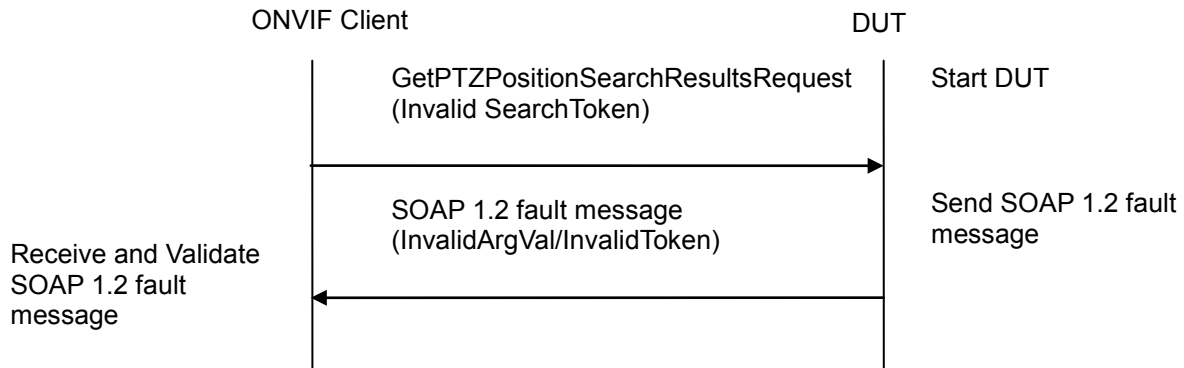 ONVIF Client
DUT
GetPTZPositionSearchResultsRequest
(Invalid SearchToken)
Start DUT
SOAP 1.2 fault message
(InvalidArgVal/InvalidToken)
Send SOAP 1.2 fault
message
Receive and Validate
SOAP 1.2 fault
message